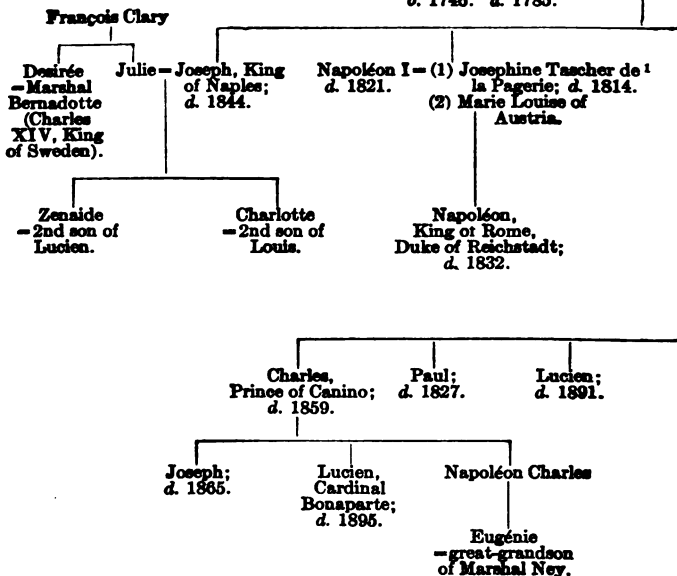 b. 1746. d. 1785.
François Clary
Desirée
=Marshal
Bernadotte
(Charles
XIV, King
of Sweden).
Julie=Joseph, King
of Naples;
d. 1844.
Napoléon I=(1) Josephine Tascher de¹
d. 1821.
la Pagerie; d. 1814.
(2) Marie Louise of
Austria.
Zenaide
=2nd son of
Lucien.
Charlotte
=2nd son of
Louis.
Napoléon,
King of Rome,
Duke of Reichstadt;
d. 1832.
Charles,
Prince of Canino;
d. 1859.
Paul;
d. 1827.
Lucien;
d. 1891.
Joseph;
d. 1865.
Lucien,
Cardinal
Bonaparte;
d. 1895.
Napoléon Charles
Eugénie
=great-grandson
of Marshal Ney.